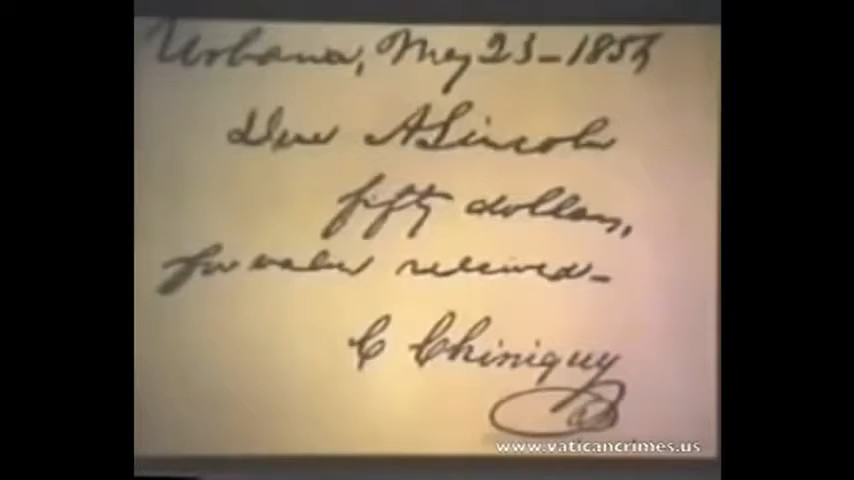 Urbana, May 23-1856
Due A Lincoln
fifty dollars,
for value received-
C Chiniquy
www.vaticancrimes.us